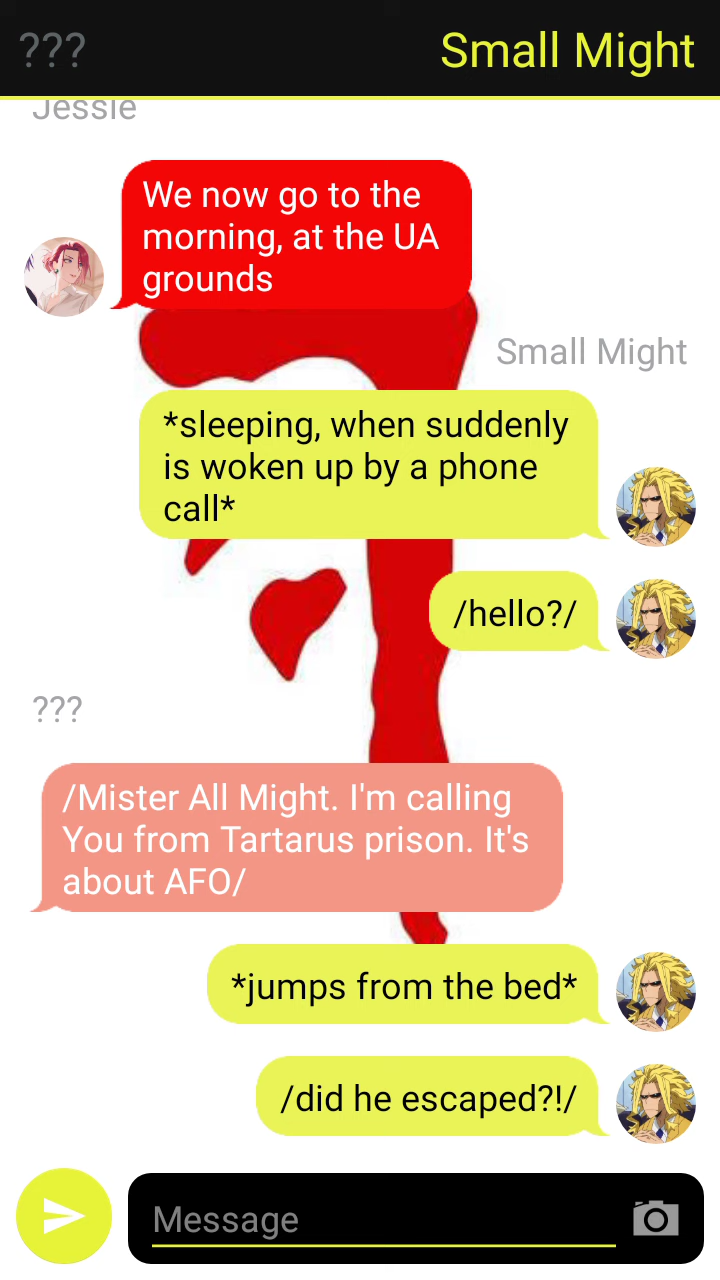 ???
Small Might
Jessie
We now go to the
morning, at the UA
grounds
Small Might
*sleeping, when suddenly
is woken up by a phone
call*
/hello?/
???
/Mister All Might. I'm calling
You from Tartarus prison. It's
about AFO/
*jumps from the bed*
/did he escaped?!/
Message